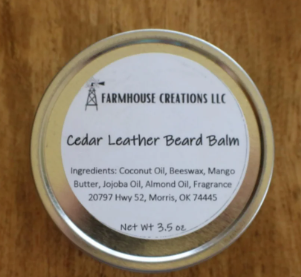 FARMHOUSE CREATIONS LLC
Cedar Leather Beard Balm
Ingredients: Coconut Oil, Beeswax, Mango
Butter, Jojoba Oil, Almond Oil, Fragrance
20797 Hwy 52, Morris, OK 74445
Net Wt 3.5 oz